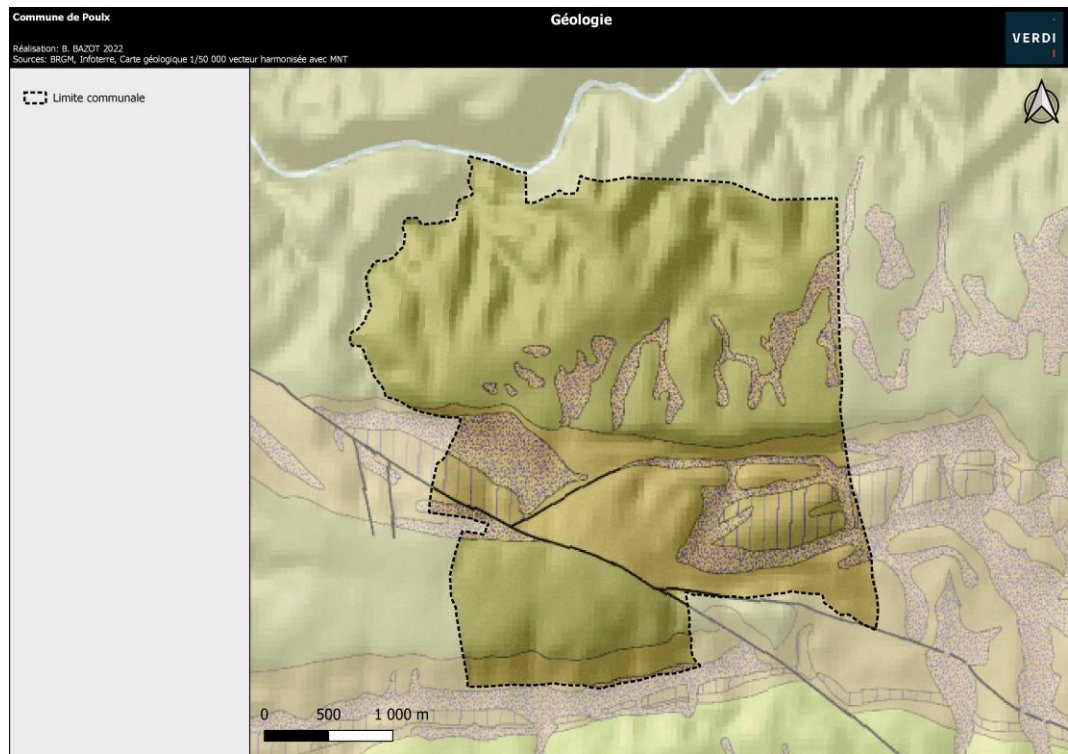 Commune de Poulx
Géologie
Réalisation: B. BAZOT 2022
Sources: BRGM, Infoterre, Carte géologique 1/50 000 vecteur harmonisée avec MNT
VERDI
Limite communale
0 500 1 000 m